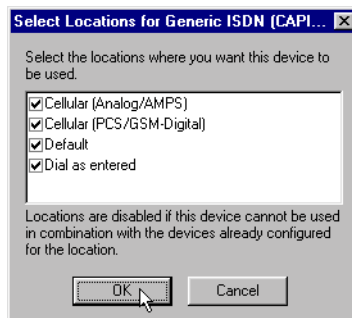 Select Locations for Generic ISDN (CAPI...
Select the locations where you want this device to
be used.
Cellular (Analog/AMPS)
Cellular (PCS/GSM-Digital)
Default
Dial as entered
Locations are disabled if this device cannot be used
in combination with the devices already configured
for the location.
OK
Cancel